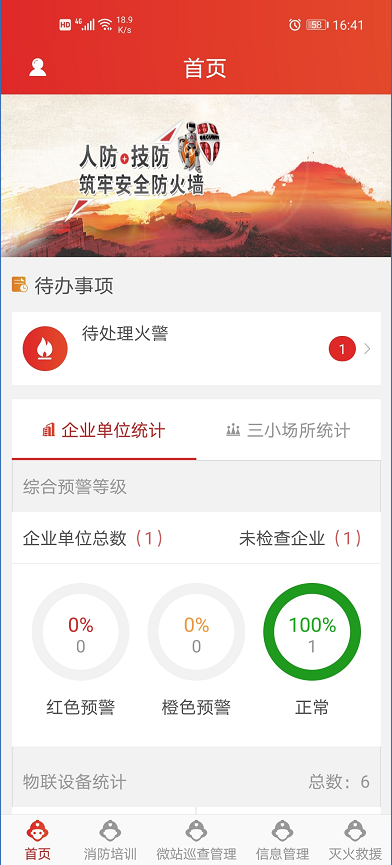 HD 4G 18.9 K/s 58 16:41
首页
人防+技防
筑牢安全防火墙
待办事项
待处理火警 1
企业单位统计 三小场所统计
综合预警等级
企业单位总数（1） 未检查企业（1）
0% 0% 100%
0 0 1
红色预警 橙色预警 正常
物联设备统计 总数：6
首页 消防培训 微站巡查管理 信息管理 灭火救援